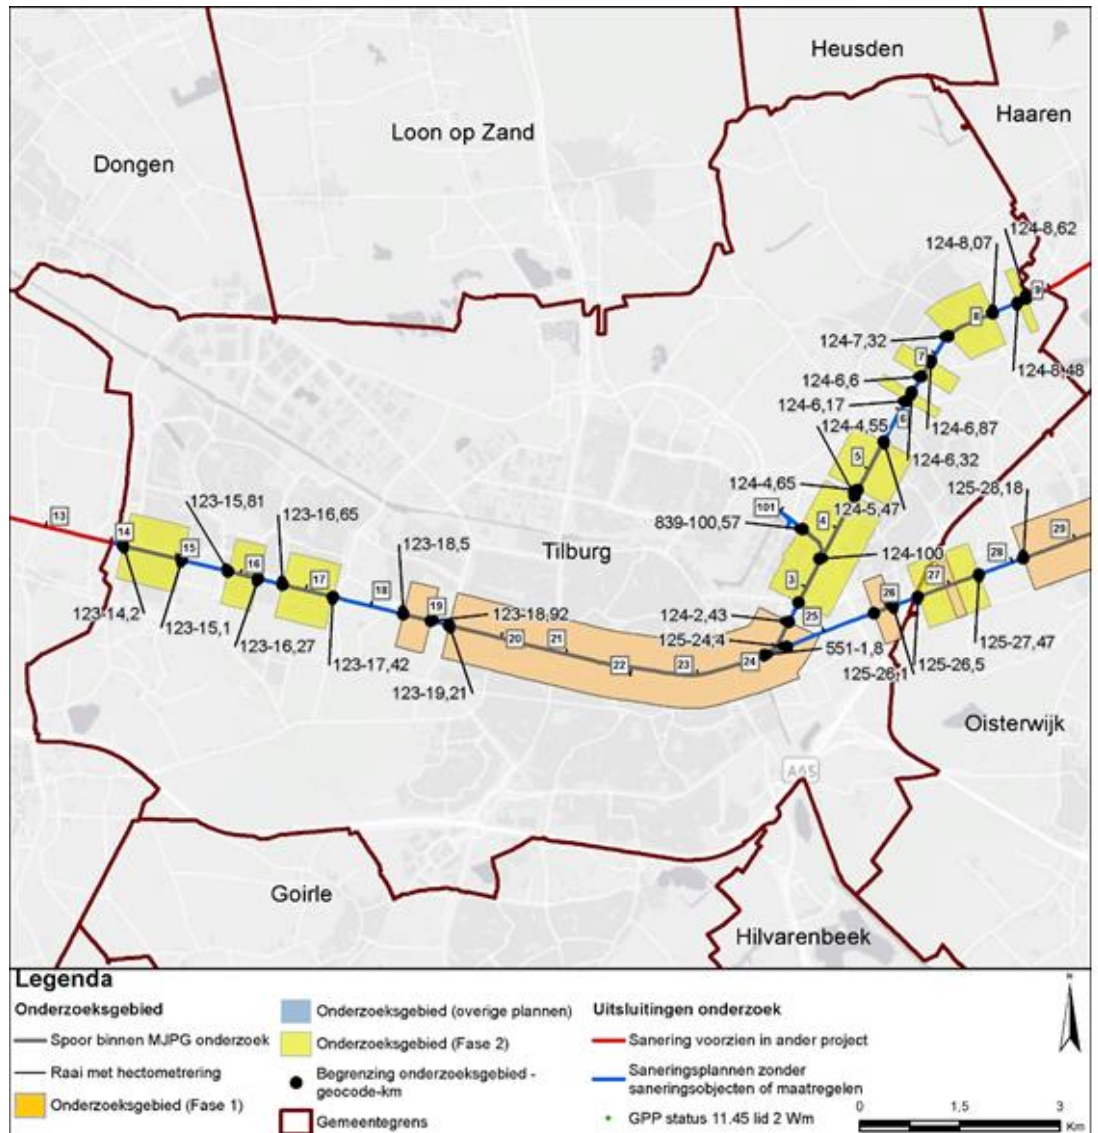 Heusden
Haaren
Loon op Zand
Dongen
124-8,62
124-8,07
9
8
124-7,32
7
124-8,48
124-6,6
124-6,17
6
124-6,87
124-4,55
124-6,32
5
125-28,18
123-15,81
124-4,65
124-5,47
123-16,65
101
29
13
839-100,57
4
14
123-18,5
Tilburg
124-100
15
28
16
27
17
3
18
26
123-14,2
19
123-18,92
124-2,43
25
123-15,1
20
21
125-24,4
123-16,27
22
23
24
551-1,8
125-27,47
123-17,42
125-26,1
125-26,5
123-19,21
Oisterwijk
A65
Goirle
Hilvarenbeek
Legenda
Onderzoeksgebied
Spoor binnen MJPG onderzoek
Raai met hectometrering
Onderzoeksgebied (Fase 1)
Onderzoeksgebied (overige plannen)
Onderzoeksgebied (Fase 2)
Begrenzing onderzoeksgebied -
geocode-km
Gemeentegrens
Uitsluitingen onderzoek
Sanering voorzien in ander project
Saneringsplannen zonder
saneringsobjecten of maatregelen
GPP status 11.45 lid 2 Wm
N
0 1,5 3
Km